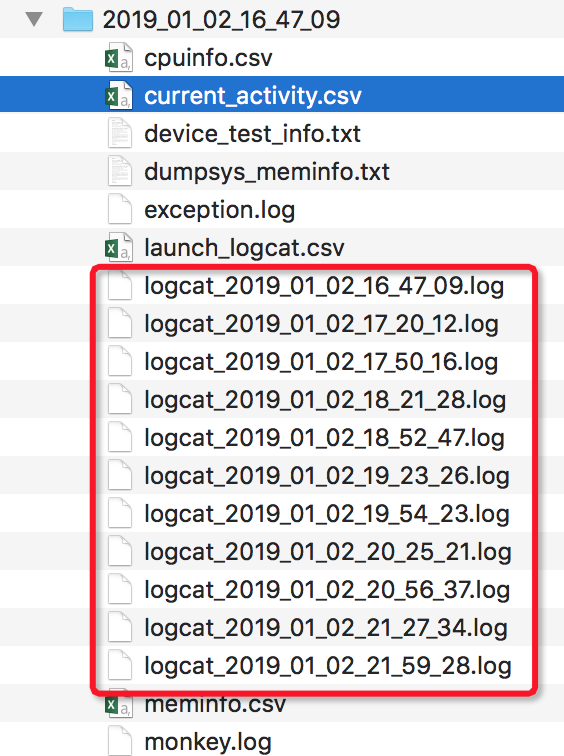 2019_01_02_16_47_09
cpuinfo.csv
current_activity.csv
device_test_info.txt
dumpsys_meminfo.txt
exception.log
launch_logcat.csv
logcat_2019_01_02_16_47_09.log
logcat_2019_01_02_17_20_12.log
logcat_2019_01_02_17_50_16.log
logcat_2019_01_02_18_21_28.log
logcat_2019_01_02_18_52_47.log
logcat_2019_01_02_19_23_26.log
logcat_2019_01_02_19_54_23.log
logcat_2019_01_02_20_25_21.log
logcat_2019_01_02_20_56_37.log
logcat_2019_01_02_21_27_34.log
logcat_2019_01_02_21_59_28.log
meminfo.csv
monkey.log